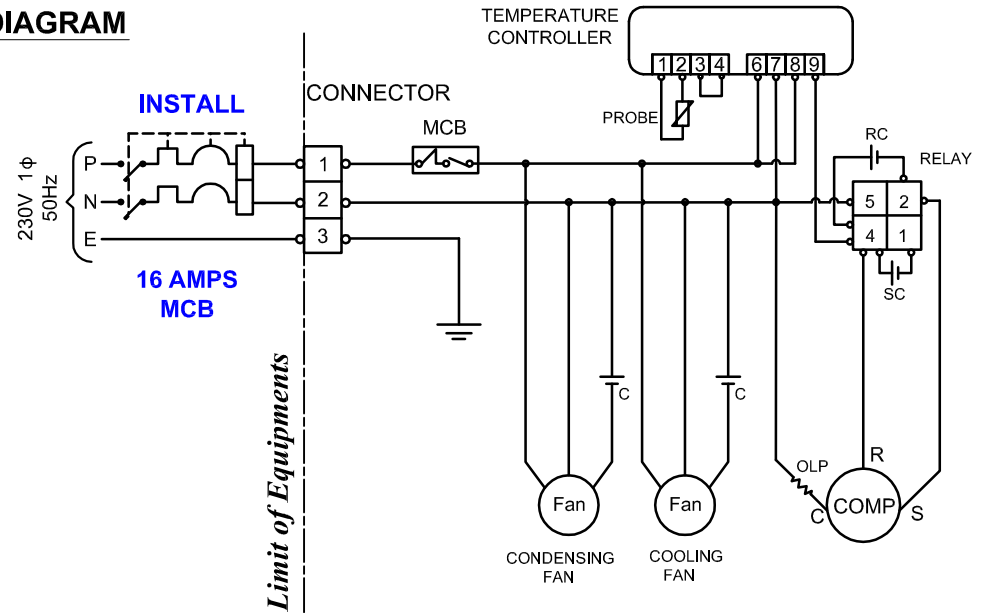 DIAGRAM
TEMPERATURE
CONTROLLER
1 2 3 4 6 7 8 9
INSTALL
CONNECTOR
MCB
PROBE
RC
RELAY
230V 1ϕ
50Hz
P
N
E
1
2
3
5 2
4 1
SC
16 AMPS
MCB
Limit of Equipments
C
C
R
OLP
Fan
Fan
C
COMP
S
CONDENSING
FAN
COOLING
FAN